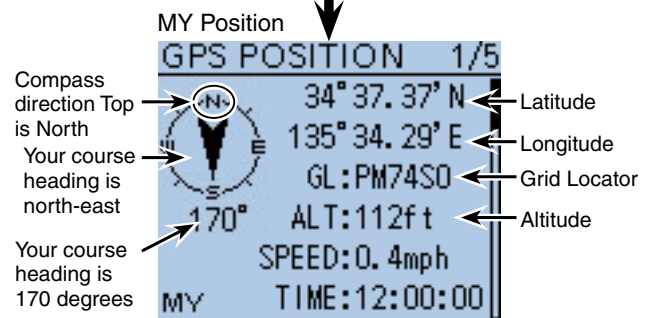 MY Position
GPS POSITION 1/5
Compass
direction Top
is North
Your course
heading is
north-east
Your course
heading is
170 degrees
N
E
S
170°
MY
34°37.37' N
135°34.29' E
GL:PM74SO
ALT:112ft
SPEED:0.4mph
TIME:12:00:00
Latitude
Longitude
Grid Locator
Altitude